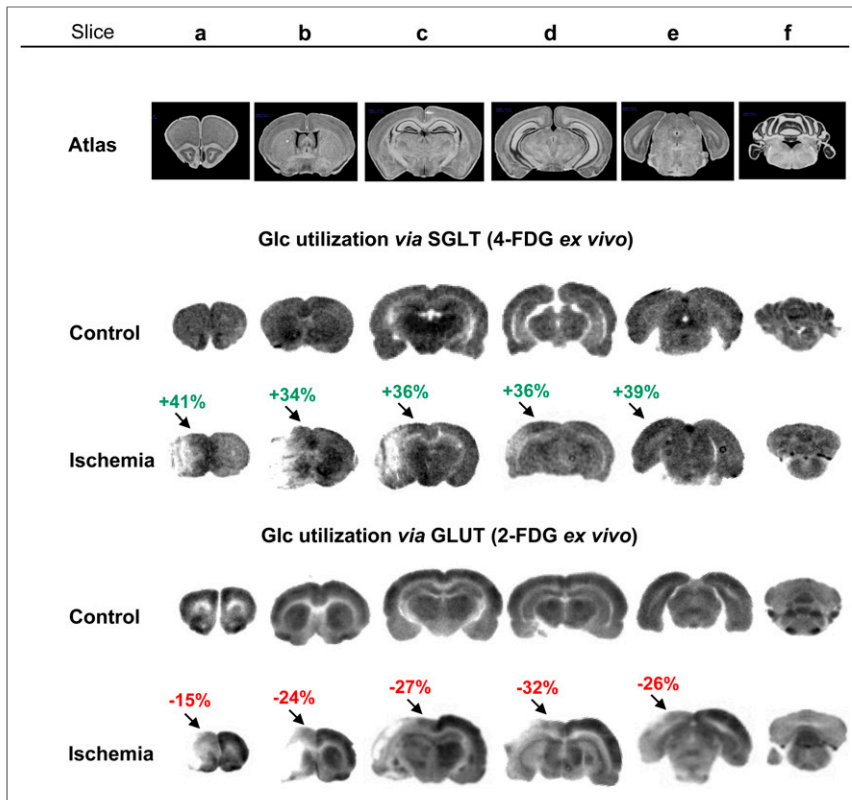 Slice a b c d e f
Atlas
Glc utilization via SGLT (4-FDG ex vivo)
Control
+41% +34% +36% +36% +39%
Ischemia
Glc utilization via GLUT (2-FDG ex vivo)
Control
-15% -24% -27% -32% -26%
Ischemia